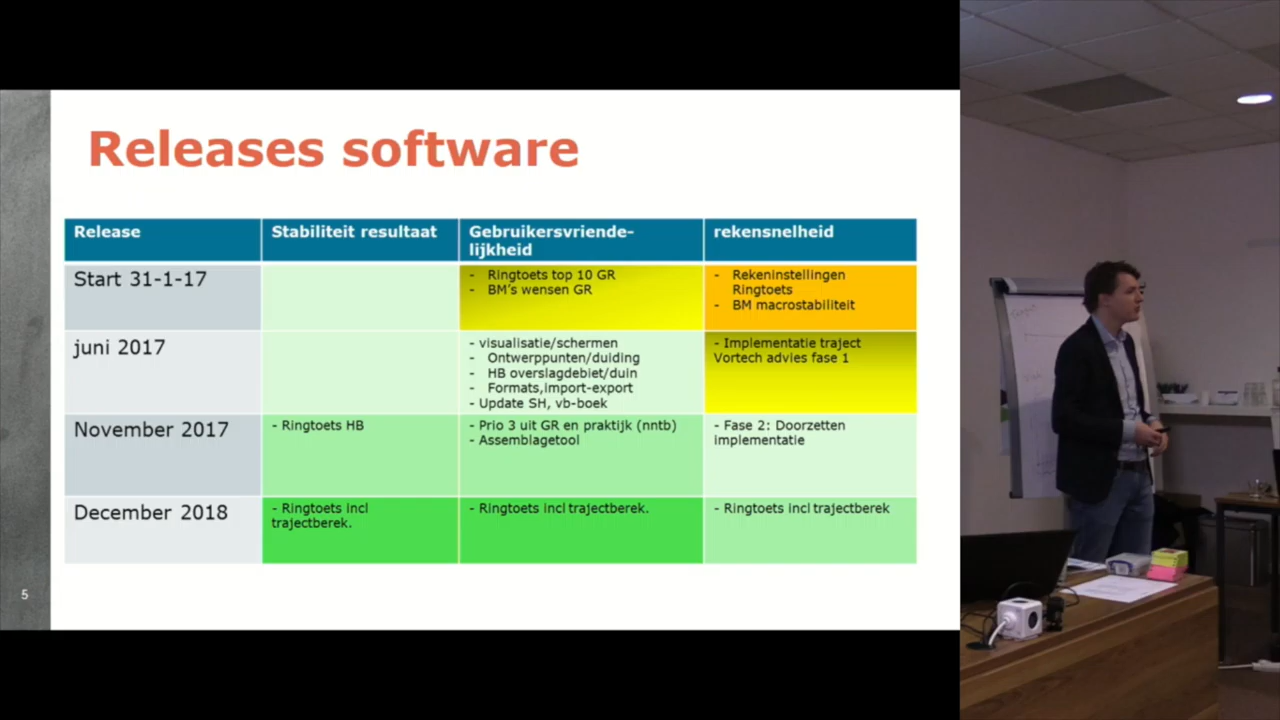 Releases software
Release
Stabiliteit resultaat
Gebruikersvriende-
lijkheid
rekensnelheid
Start 31-1-17
- Ringtoets top 10 GR
- BM's wensen GR
- Rekeninstellingen
Ringtoets
- BM macrostabiliteit
juni 2017
- visualisatie/schermen
- Ontwerppunten/duiding
- HB overslagdebiet/duin
- Formats,import-export
- Update SH, vb-boek
- Implementatie traject
Vortech advies fase 1
November 2017
- Ringtoets HB
- Prio 3 uit GR en praktijk (nntb)
- Assemblagetool
- Fase 2: Doorzetten
implementatie
December 2018
- Ringtoets incl
trajectberek.
- Ringtoets incl trajectberek.
- Ringtoets incl trajectberek
5